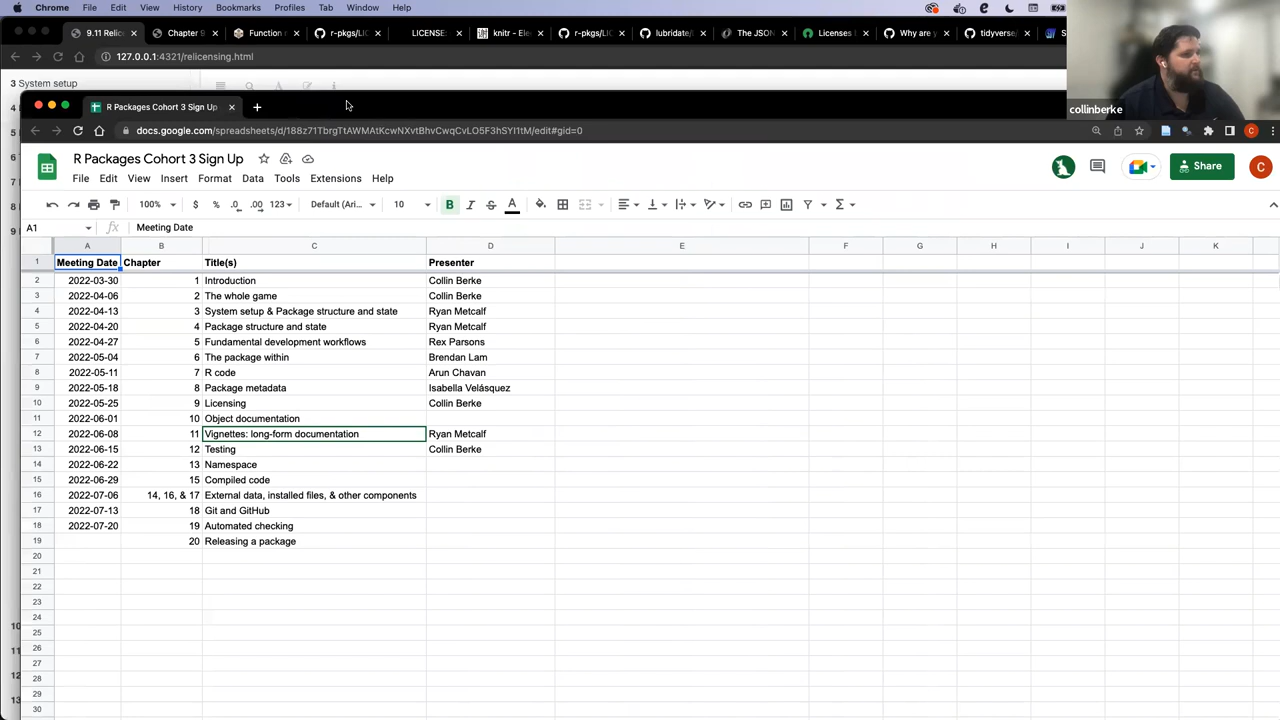 Chrome File Edit View History Bookmarks Profiles Tab Window Help
9.11 Relice Chapter 9 Function r r-pkgs/LIC LICENSE: knitr - Ele r-pkgs/LIC lubridate/ The JSON Licenses Why are y tidyverse/
127.0.0.1:4321/relicensing.html
3 System setup
R Packages Cohort 3 Sign Up
collinberke
docs.google.com/spreadsheets/d/188z71TbrgTtAWMAtKcwNXvtBhvCwqCvLO5F3hSYI1tM/edit#gid=0
R Packages Cohort 3 Sign Up
Share
C
File Edit View Insert Format Data Tools Extensions Help
100% $ % .0 .00 123 Default (Ari... 10 B I S A
A1 fx Meeting Date
A B C D E F G H I J K
1 Meeting Date Chapter Title(s) Presenter
2 2022-03-30 1 Introduction Collin Berke
3 2022-04-06 2 The whole game Collin Berke
4 2022-04-13 3 System setup & Package structure and state Ryan Metcalf
5 2022-04-20 4 Package structure and state Ryan Metcalf
6 2022-04-27 5 Fundamental development workflows Rex Parsons
7 2022-05-04 6 The package within Brendan Lam
8 2022-05-11 7 R code Arun Chavan
9 2022-05-18 8 Package metadata Isabella Velásquez
10 2022-05-25 9 Licensing Collin Berke
11 2022-06-01 10 Object documentation
12 2022-06-08 11 Vignettes: long-form documentation Ryan Metcalf
13 2022-06-15 12 Testing Collin Berke
14 2022-06-22 13 Namespace
15 2022-06-29 15 Compiled code
16 2022-07-06 14, 16, & 17 External data, installed files, & other components
17 2022-07-13 18 Git and GitHub
18 2022-07-20 19 Automated checking
19 20 Releasing a package
20
21
22
23
24
25
26
27
28
29
30